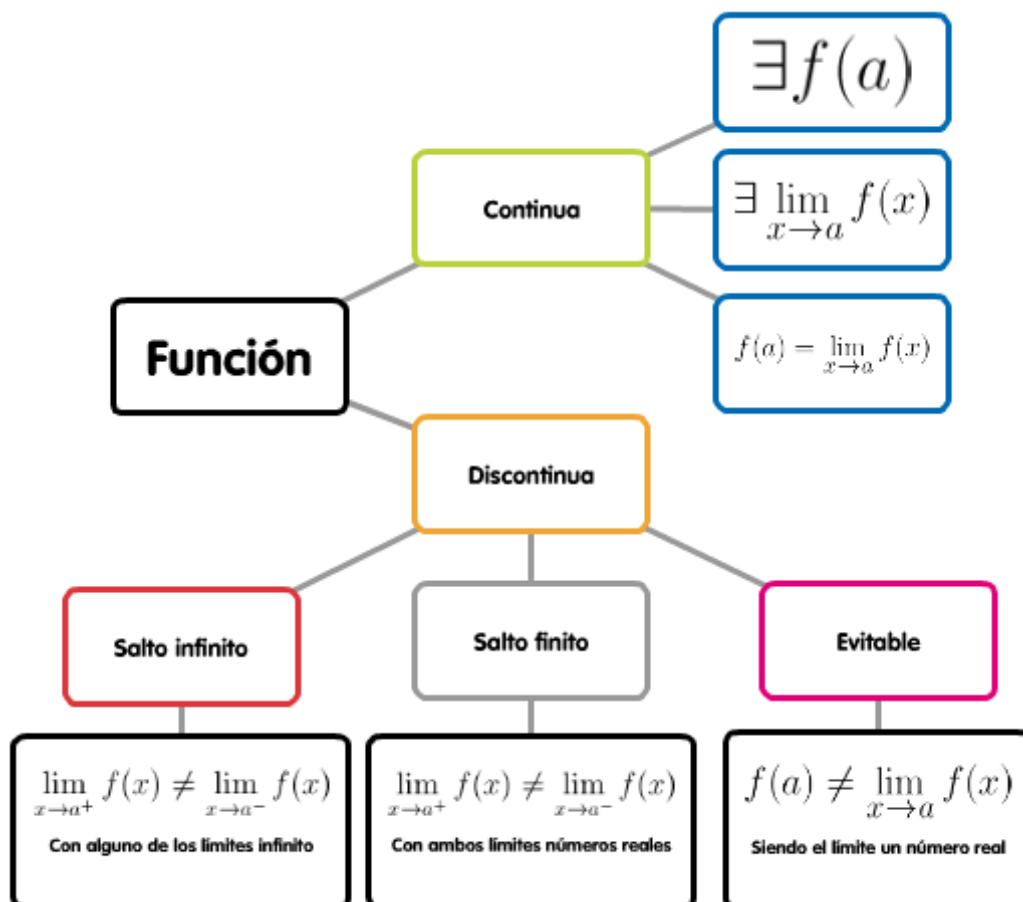 ∃f(a)
Continua
∃ lim_{x→a} f(x)
Función
f(a) = lim_{x→a} f(x)
Discontinua
Salto infinito
Salto finito
Evitable
lim_{x→a⁺} f(x) ≠ lim_{x→a⁻} f(x)
Con alguno de los límites infinito
lim_{x→a⁺} f(x) ≠ lim_{x→a⁻} f(x)
Con ambos límites números reales
f(a) ≠ lim_{x→a} f(x)
Siendo el límite un número real